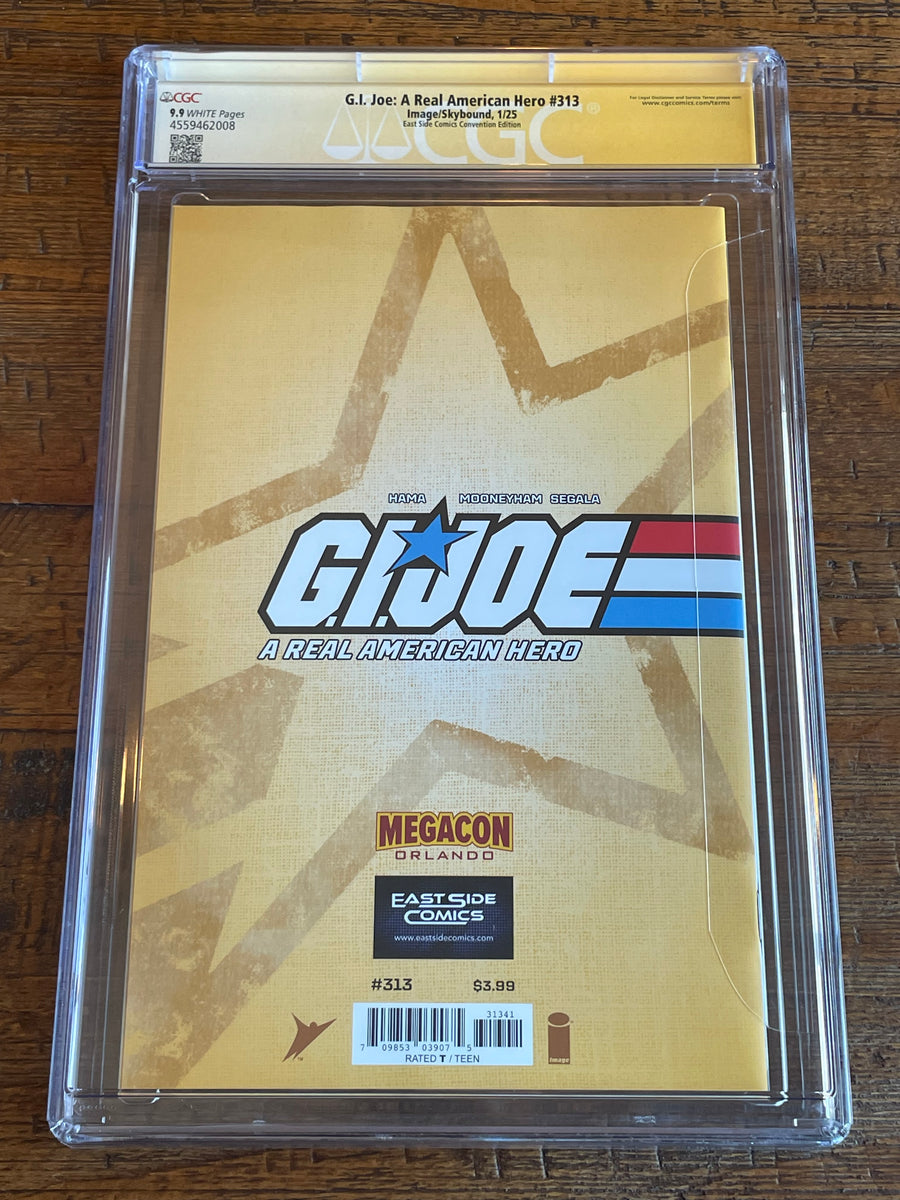 CGC
9.9 WHITE Pages
4559462008
G.I. Joe: A Real American Hero #313
Image/Skybound, 1/25
East Side Comics Convention Edition
For Legal Disclaimer and Service Terms please visit:
www.cgccomics.com/terms
CGC®
HAMA MOONEYHAM SEGALA
G.I. JOE
A REAL AMERICAN HERO
MEGACON
ORLANDO
EAST SIDE
COMICS
www.eastsidecomics.com
#313 $3.99
31341
7 09853 03907 5
RATED T / TEEN
TM
image